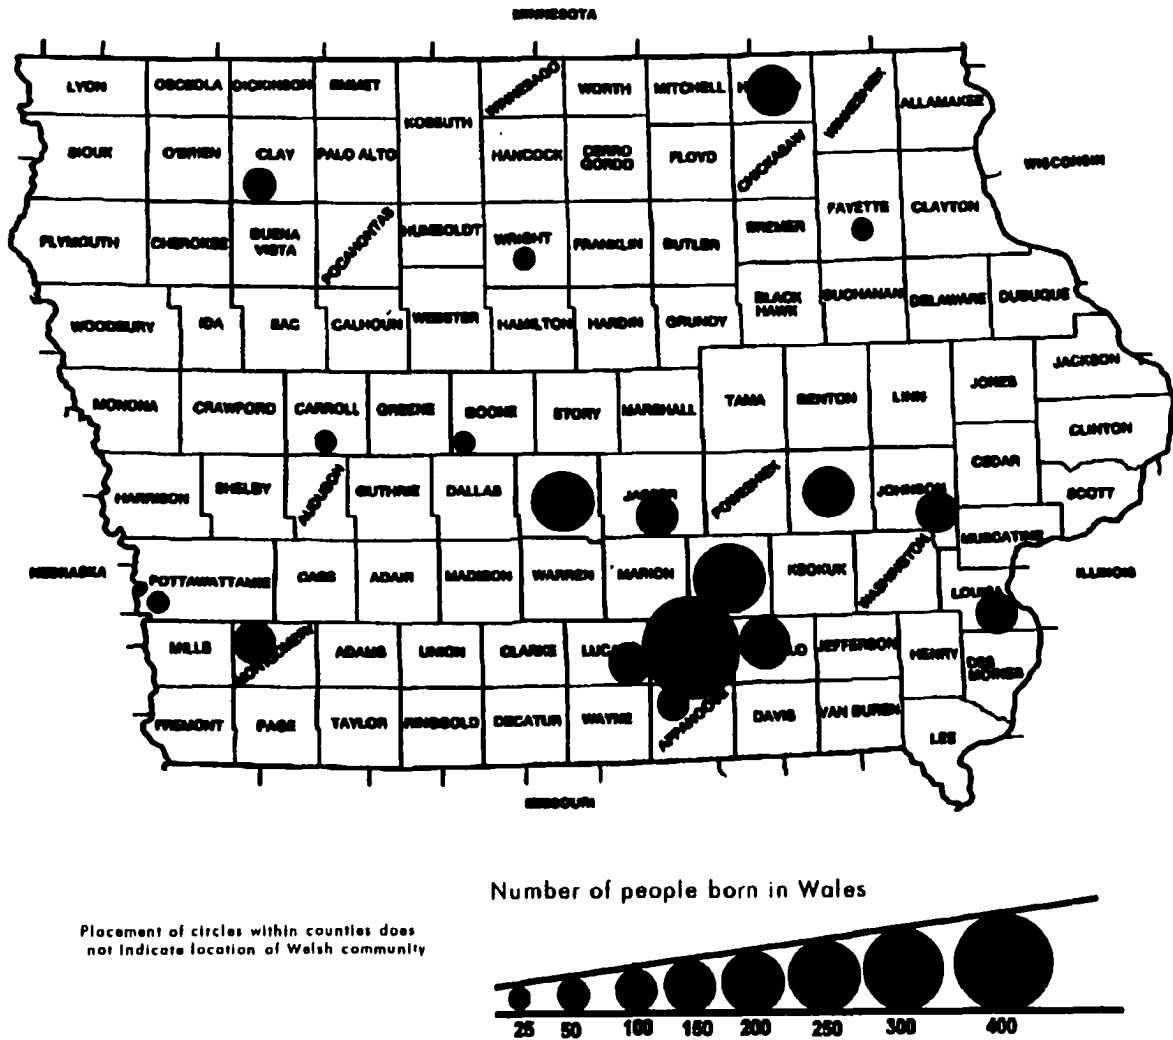 MINNESOTA
LYON OSCEOLA DICKINSON EMMET KOSSUTH WINNEBAGO WORTH MITCHELL WINNESHIEK ALLAMAKEE
SIOUX O'BRIEN CLAY PALO ALTO HANCOCK CERRO GORDO FLOYD CHICKASAW WISCONSIN
PLYMOUTH CHEROKEE BUENA VISTA POCAHONTAS HUMBOLDT WRIGHT FRANKLIN BUTLER BREMER FAYETTE CLAYTON
WOODBURY IDA SAC CALHOUN WEBSTER HAMILTON HARDIN GRUNDY BLACK HAWK BUCHANAN DELAWARE DUBUQUE
MONONA CRAWFORD CARROLL GREENE BOONE STORY MARSHALL TAMA BENTON LINN JONES JACKSON
CLINTON
HARRISON SHELBY AUDUBON GUTHRIE DALLAS JASPER POWESHIEK JOHNSON CEDAR SCOTT
MUSCATINE
NEBRASKA POTTAWATTAMIE CASS ADAIR MADISON WARREN MARION KEOKUK WASHINGTON LOUISA ILLINOIS
MILLS MONTGOMERY ADAMS UNION CLARKE LUCAS LO JEFFERSON HENRY DES MOINES
FREMONT PAGE TAYLOR RINGGOLD DECATUR WAYNE APPANOOSE DAVIS VAN BUREN LEE
MISSOURI
Number of people born in Wales
Placement of circles within counties does
not indicate location of Welsh community
25 50 100 150 200 250 300 400